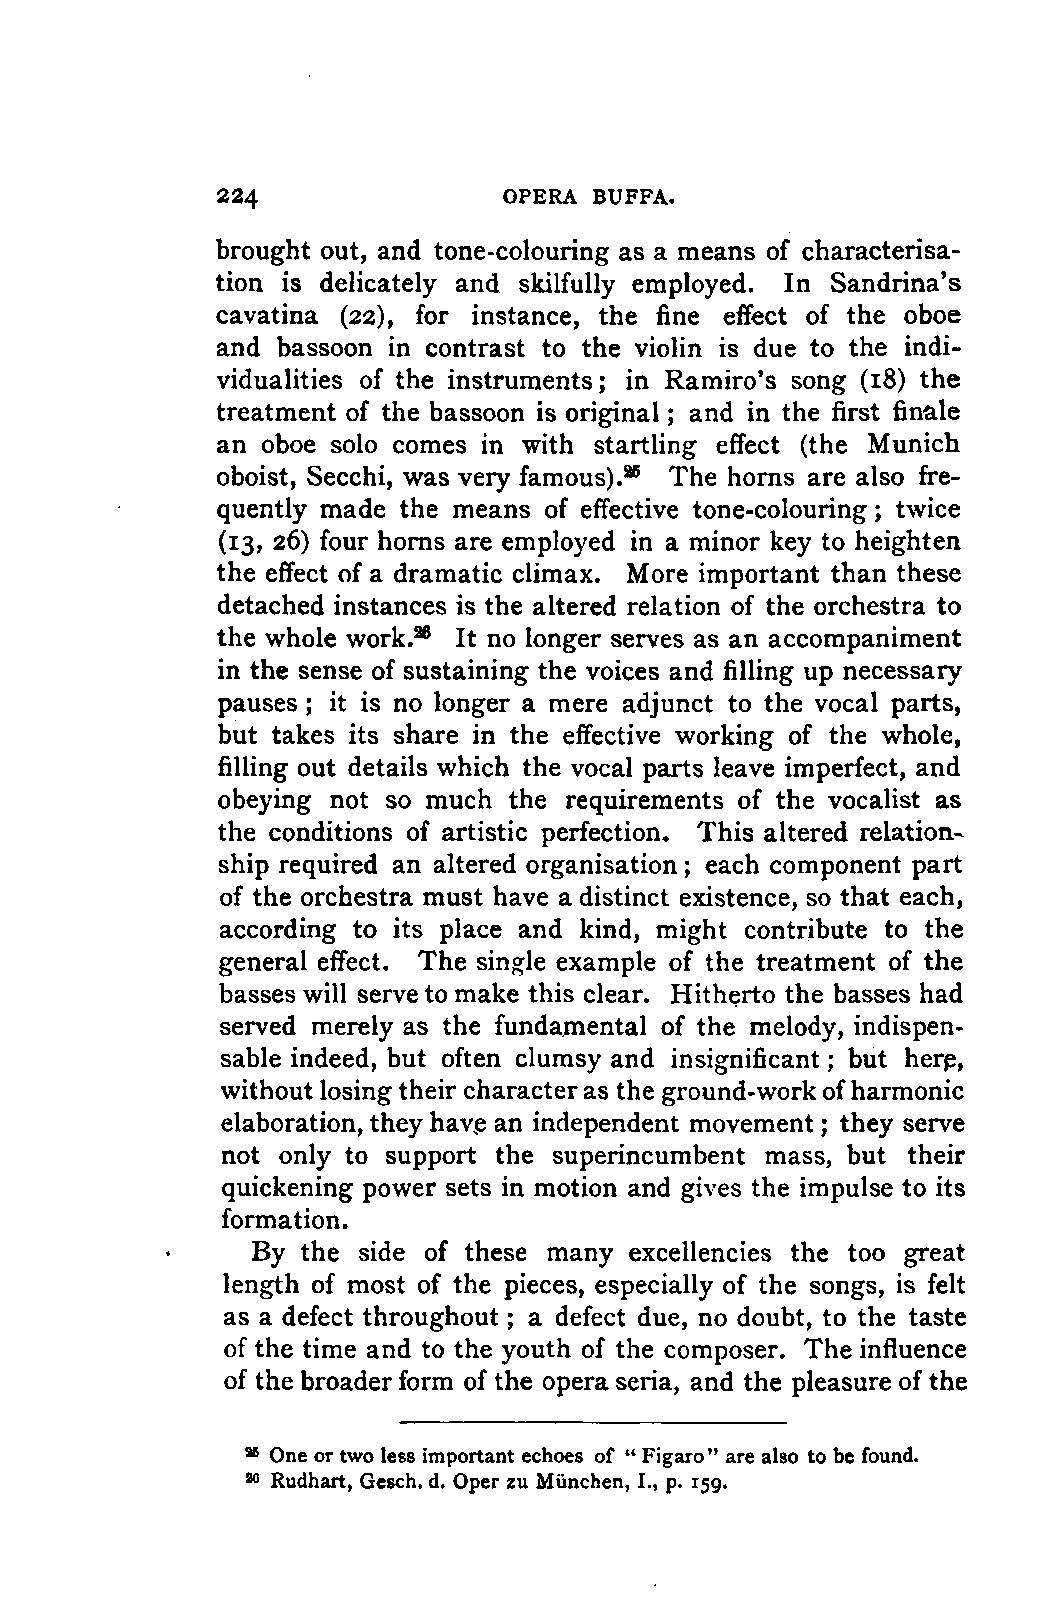 224 OPERA BUFFA.
brought out, and tone-colouring as a means of characterisa-
tion is delicately and skilfully employed. In Sandrina's
cavatina (22), for instance, the fine effect of the oboe
and bassoon in contrast to the violin is due to the indi-
vidualities of the instruments; in Ramiro's song (18) the
treatment of the bassoon is original; and in the first finale
an oboe solo comes in with startling effect (the Munich
oboist, Secchi, was very famous).²⁵ The horns are also fre-
quently made the means of effective tone-colouring; twice
(13, 26) four horns are employed in a minor key to heighten
the effect of a dramatic climax. More important than these
detached instances is the altered relation of the orchestra to
the whole work.²⁶ It no longer serves as an accompaniment
in the sense of sustaining the voices and filling up necessary
pauses; it is no longer a mere adjunct to the vocal parts,
but takes its share in the effective working of the whole,
filling out details which the vocal parts leave imperfect, and
obeying not so much the requirements of the vocalist as
the conditions of artistic perfection. This altered relation-
ship required an altered organisation; each component part
of the orchestra must have a distinct existence, so that each,
according to its place and kind, might contribute to the
general effect. The single example of the treatment of the
basses will serve to make this clear. Hitherto the basses had
served merely as the fundamental of the melody, indispen-
sable indeed, but often clumsy and insignificant; but here,
without losing their character as the ground-work of harmonic
elaboration, they have an independent movement; they serve
not only to support the superincumbent mass, but their
quickening power sets in motion and gives the impulse to its
formation.
By the side of these many excellencies the too great
length of most of the pieces, especially of the songs, is felt
as a defect throughout; a defect due, no doubt, to the taste
of the time and to the youth of the composer. The influence
of the broader form of the opera seria, and the pleasure of the
²⁵ One or two less important echoes of "Figaro" are also to be found.
²⁶ Rudhart, Gesch. d. Oper zu München, I., p. 159.